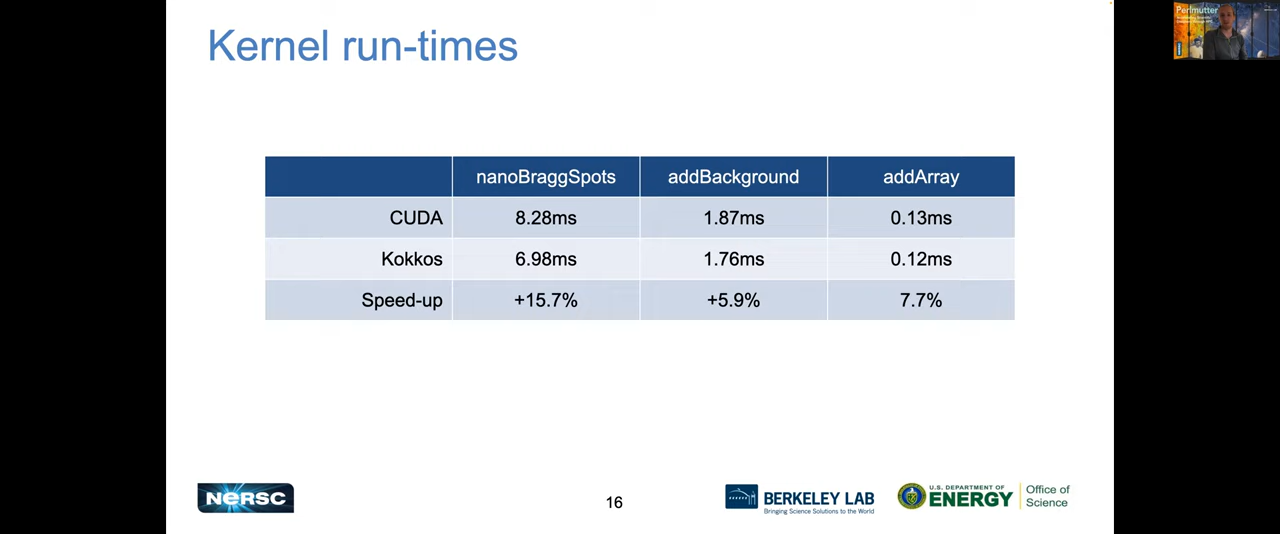 Kernel run-times
Perlmutter
nanoBraggSpots addBackground addArray
CUDA 8.28ms 1.87ms 0.13ms
Kokkos 6.98ms 1.76ms 0.12ms
Speed-up +15.7% +5.9% 7.7%
NERSC
16
BERKELEY LAB
Bringing Science Solutions to the World
U.S. DEPARTMENT OF
ENERGY
Office of
Science